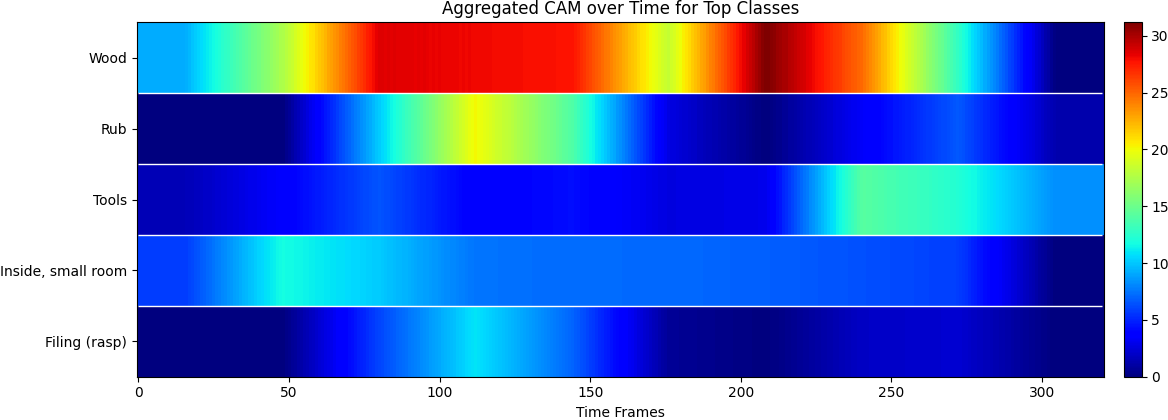 Aggregated CAM over Time for Top Classes
Wood
Rub
Tools
Inside, small room
Filing (rasp)
0 50 100 150 200 250 300
Time Frames
30
25
20
15
10
5
0